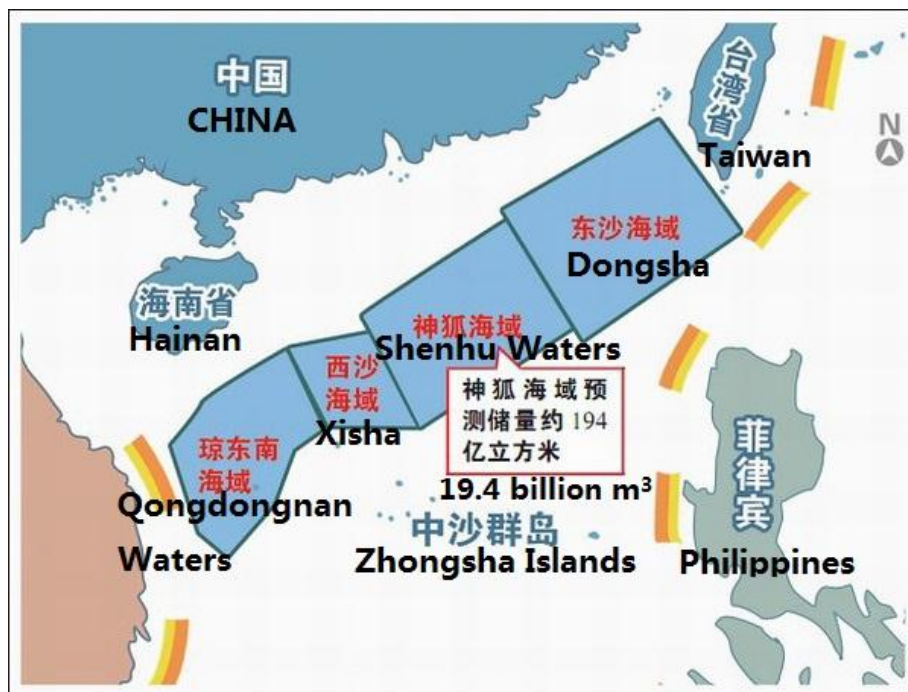 中国
CHINA
台湾省
Taiwan
N
东沙海域
Dongsha
海南省
Hainan
神狐海域
Shenhu Waters
西沙
海域
Xisha
神狐海域预
测储量约 194
亿立方米
19.4 billion m³
琼东南
海域
Qongdongnan
Waters
中沙群岛
Zhongsha Islands
菲律宾
Philippines